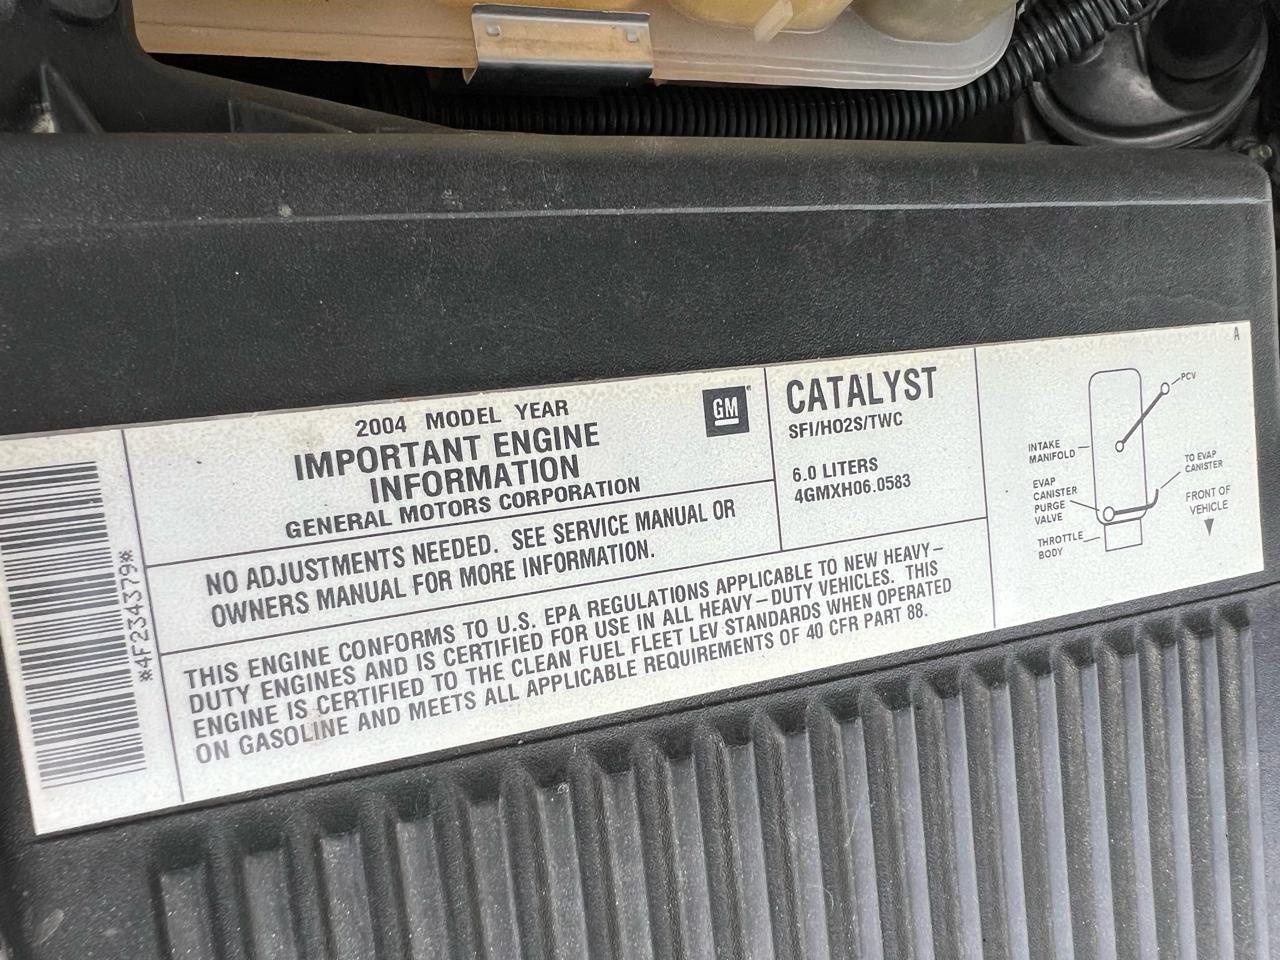 *4F234379*
2004 MODEL YEAR
IMPORTANT ENGINE
INFORMATION
GENERAL MOTORS CORPORATION
GM
NO ADJUSTMENTS NEEDED. SEE SERVICE MANUAL OR
OWNERS MANUAL FOR MORE INFORMATION.
CATALYST
SFI/HO2S/TWC
6.0 LITERS
4GMXH06.0583
THIS ENGINE CONFORMS TO U.S. EPA REGULATIONS APPLICABLE TO NEW HEAVY-
DUTY ENGINES AND IS CERTIFIED FOR USE IN ALL HEAVY-DUTY VEHICLES. THIS
ENGINE IS CERTIFIED TO THE CLEAN FUEL FLEET LEV STANDARDS WHEN OPERATED
ON GASOLINE AND MEETS ALL APPLICABLE REQUIREMENTS OF 40 CFR PART 88.
A
PCV
INTAKE
MANIFOLD
EVAP
CANISTER
PURGE
VALVE
THROTTLE
BODY
TO EVAP
CANISTER
FRONT OF
VEHICLE